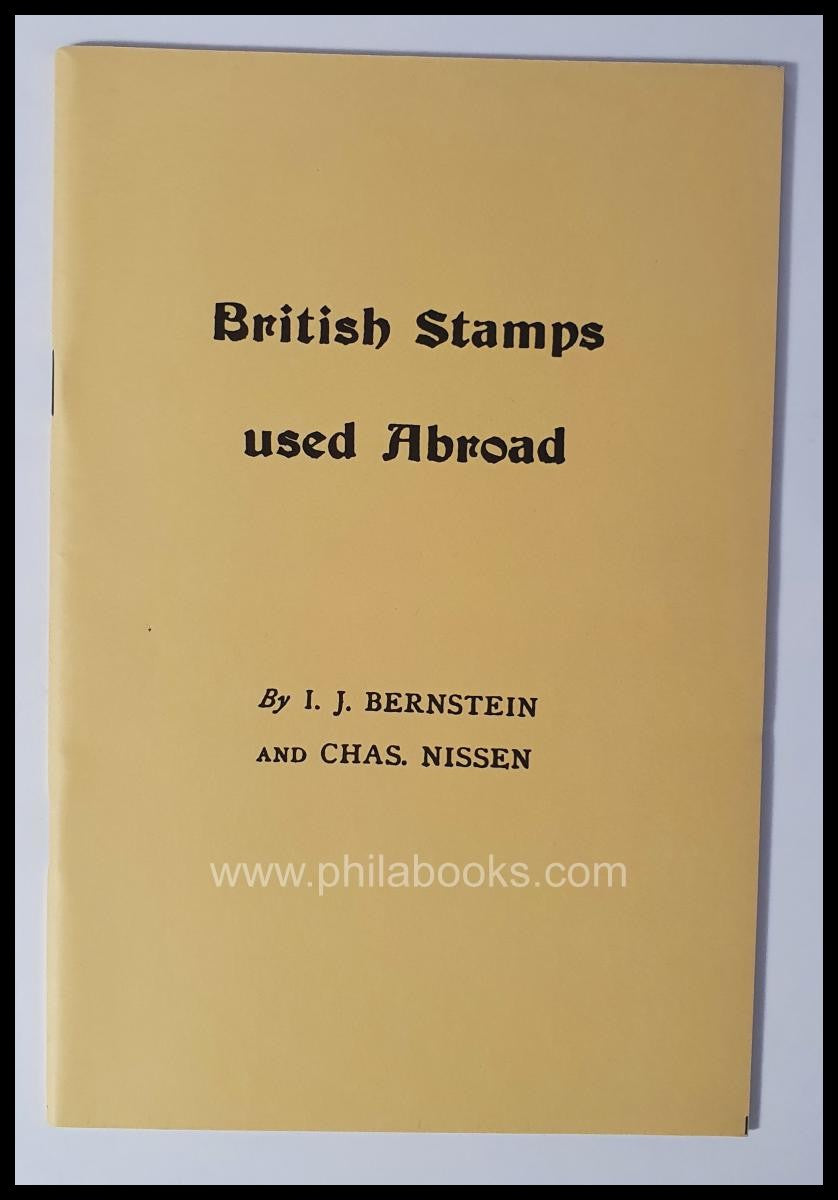 British Stamps
used Abroad
By I. J. BERNSTEIN
AND CHAS. NISSEN
www.philabooks.com